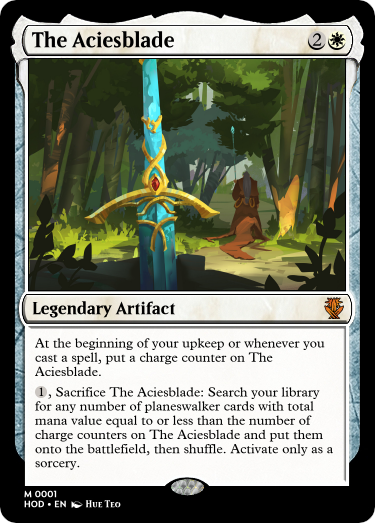 The Aciesblade 2
Legendary Artifact
At the beginning of your upkeep or whenever you
cast a spell, put a charge counter on The
Aciesblade.
1, Sacrifice The Aciesblade: Search your library
for any number of planeswalker cards with total
mana value equal to or less than the number of
charge counters on The Aciesblade and put them
onto the battlefield, then shuffle. Activate only as a
sorcery.
M 0001
HOD • EN Hue Teo